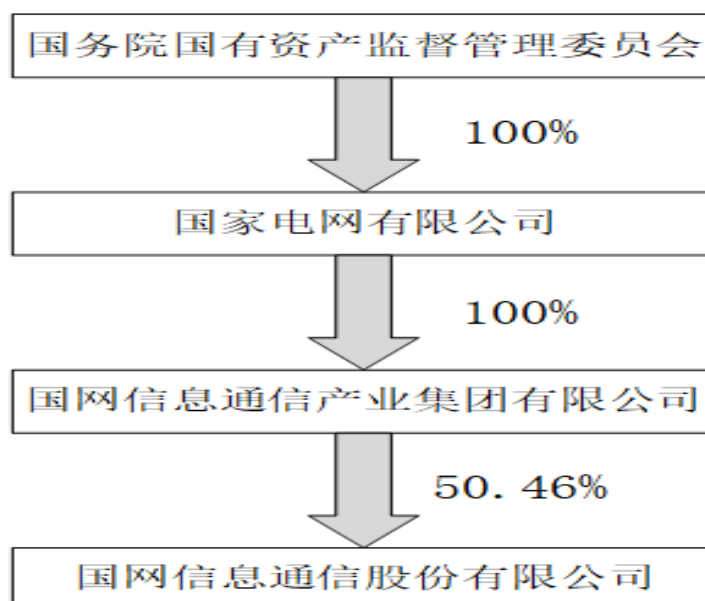 国务院国有资产监督管理委员会
100%
国家电网有限公司
100%
国网信息通信产业集团有限公司
50.46%
国网信息通信股份有限公司